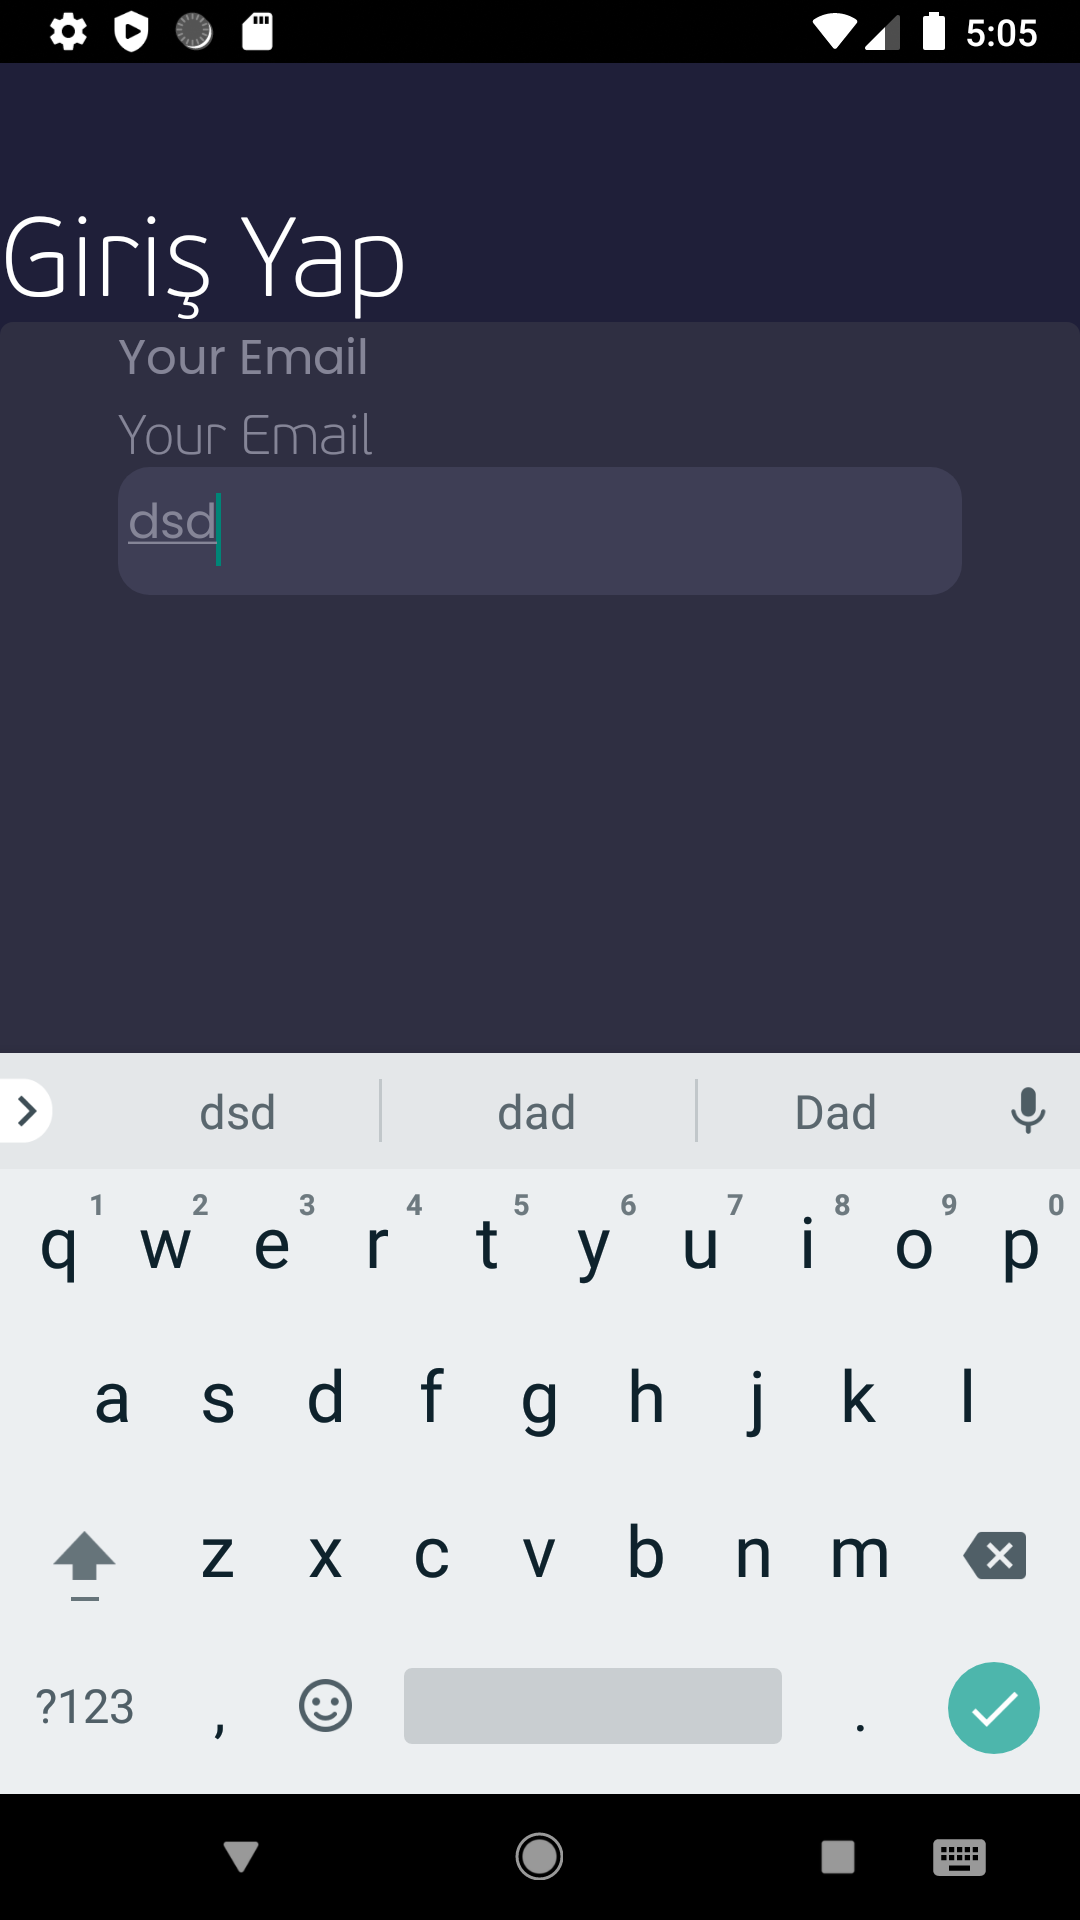 5:05
Giriş Yap
Your Email
Your Email
dsd
dsd dad Dad
1 2 3 4 5 6 7 8 9 0
q w e r t y u i o p
a s d f g h j k l
z x c v b n m
?123 , .